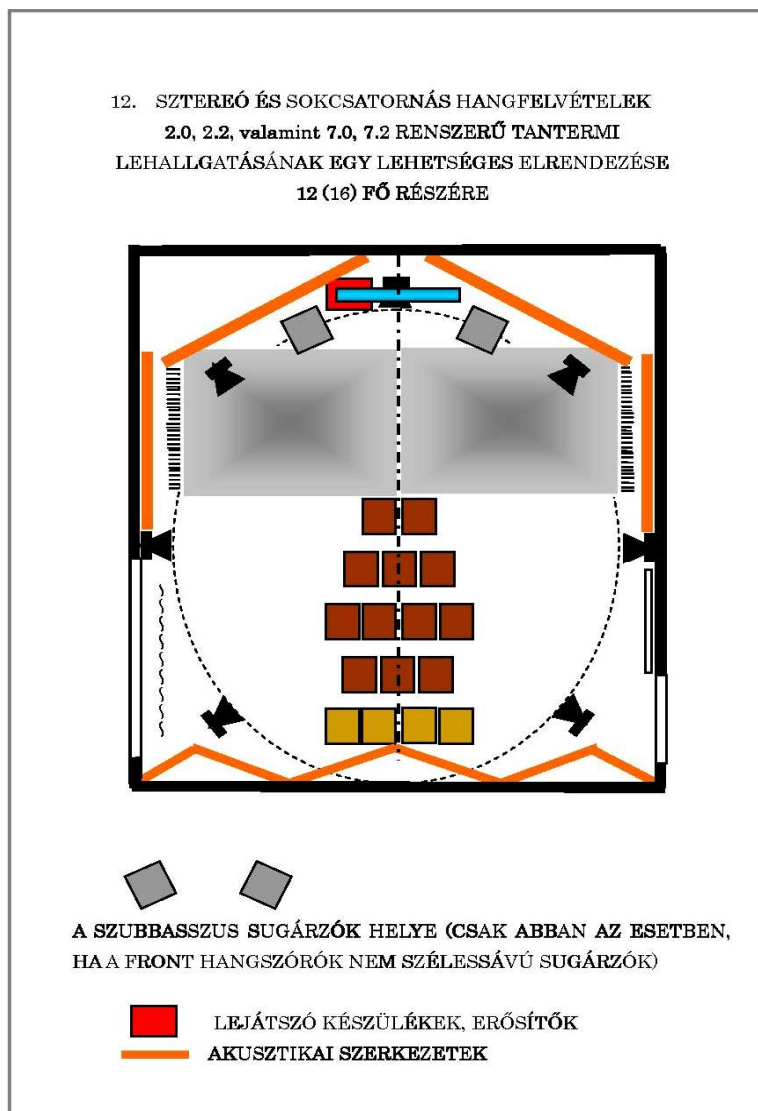 12. SZTEREÓ ÉS SOKCSATORNÁS HANGFELVÉTELEK
2.0, 2.2, valamint 7.0, 7.2 RENSZERŰ TANTERMI
LEHALLGATÁSÁNAK EGY LEHETSÉGES ELRENDEZÉSE
12 (16) FŐ RÉSZÉRE
A SZUBBASSZUS SUGÁRZÓK HELYE (CSAK ABBAN AZ ESETBEN,
HA A FRONT HANGSZÓRÓK NEM SZÉLESSÁVÚ SUGÁRZÓK)
LEJÁTSZÓ KÉSZÜLÉKEK, ERŐSÍTŐK
AKUSZTIKAI SZERKEZETEK